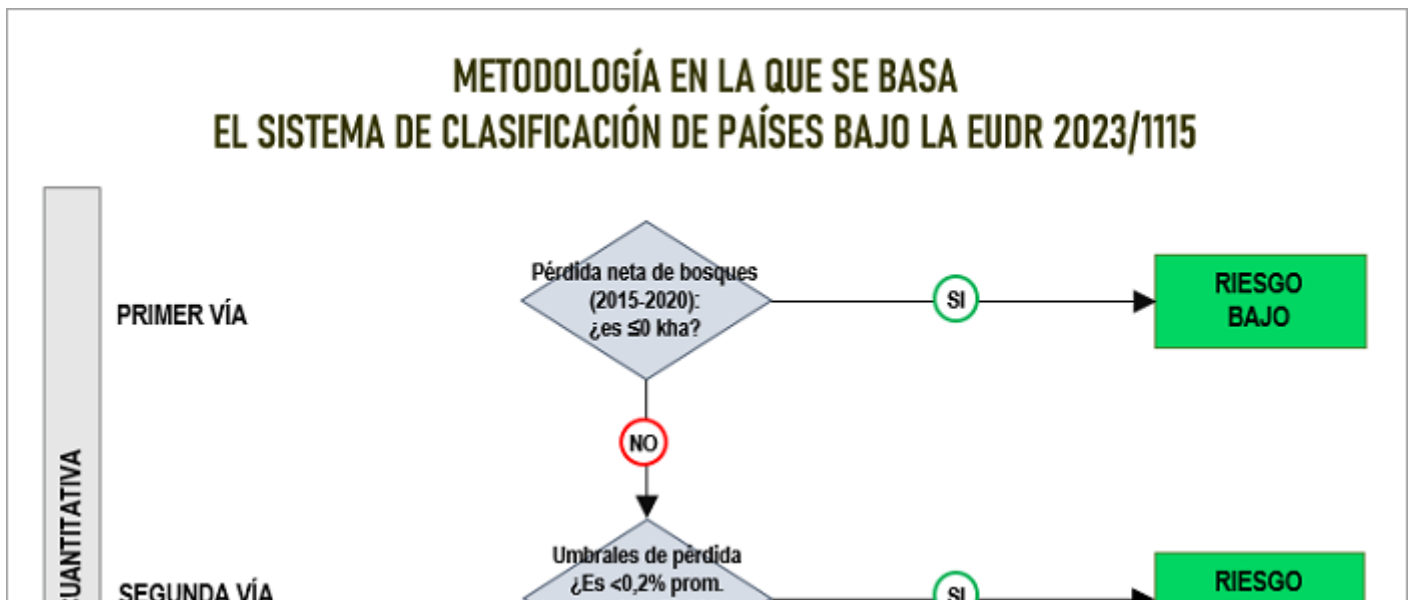 METODOLOGÍA EN LA QUE SE BASA
EL SISTEMA DE CLASIFICACIÓN DE PAÍSES BAJO LA EUDR 2023/1115
PRIMER VÍA
Pérdida neta de bosques
(2015-2020):
¿es ≤0 kha?
SI
RIESGO
BAJO
NO
UANTITATIVA
SEGUNDA VÍA
Umbrales de pérdida
¿Es <0,2% prom.
SI
RIESGO